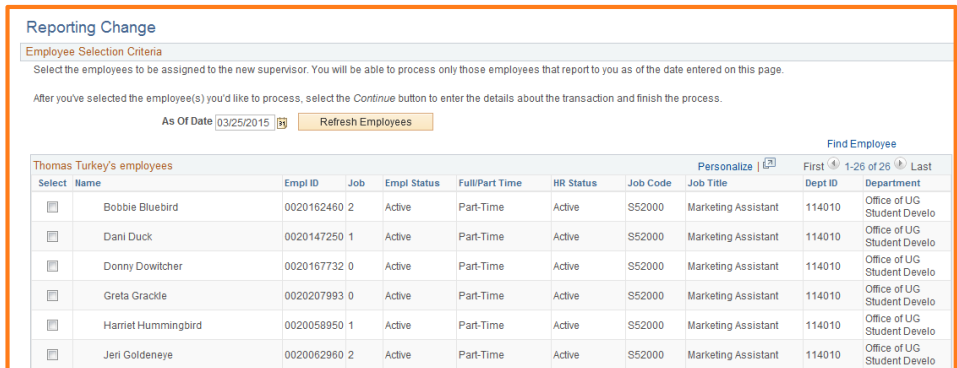 Reporting Change
Employee Selection Criteria
Select the employees to be assigned to the new supervisor. You will be able to process only those employees that report to you as of the date entered on this page.
After you've selected the employee(s) you'd like to process, select the Continue button to enter the details about the transaction and finish the process.
As Of Date 03/25/2015 31 Refresh Employees
Find Employee
Thomas Turkey's employees Personalize | First 1-26 of 26 Last
Select Name Empl ID Job Empl Status Full/Part Time HR Status Job Code Job Title Dept ID Department
Bobbie Bluebird 0020162460 2 Active Part-Time Active S52000 Marketing Assistant 114010 Office of UG
Student Develo
Dani Duck 0020147250 1 Active Part-Time Active S52000 Marketing Assistant 114010 Office of UG
Student Develo
Donny Dowitcher 0020167732 0 Active Part-Time Active S52000 Marketing Assistant 114010 Office of UG
Student Develo
Greta Grackle 0020207993 0 Active Part-Time Active S52000 Marketing Assistant 114010 Office of UG
Student Develo
Harriet Hummingbird 0020058950 1 Active Part-Time Active S52000 Marketing Assistant 114010 Office of UG
Student Develo
Jeri Goldeneye 0020062960 2 Active Part-Time Active S52000 Marketing Assistant 114010 Office of UG
Student Develo